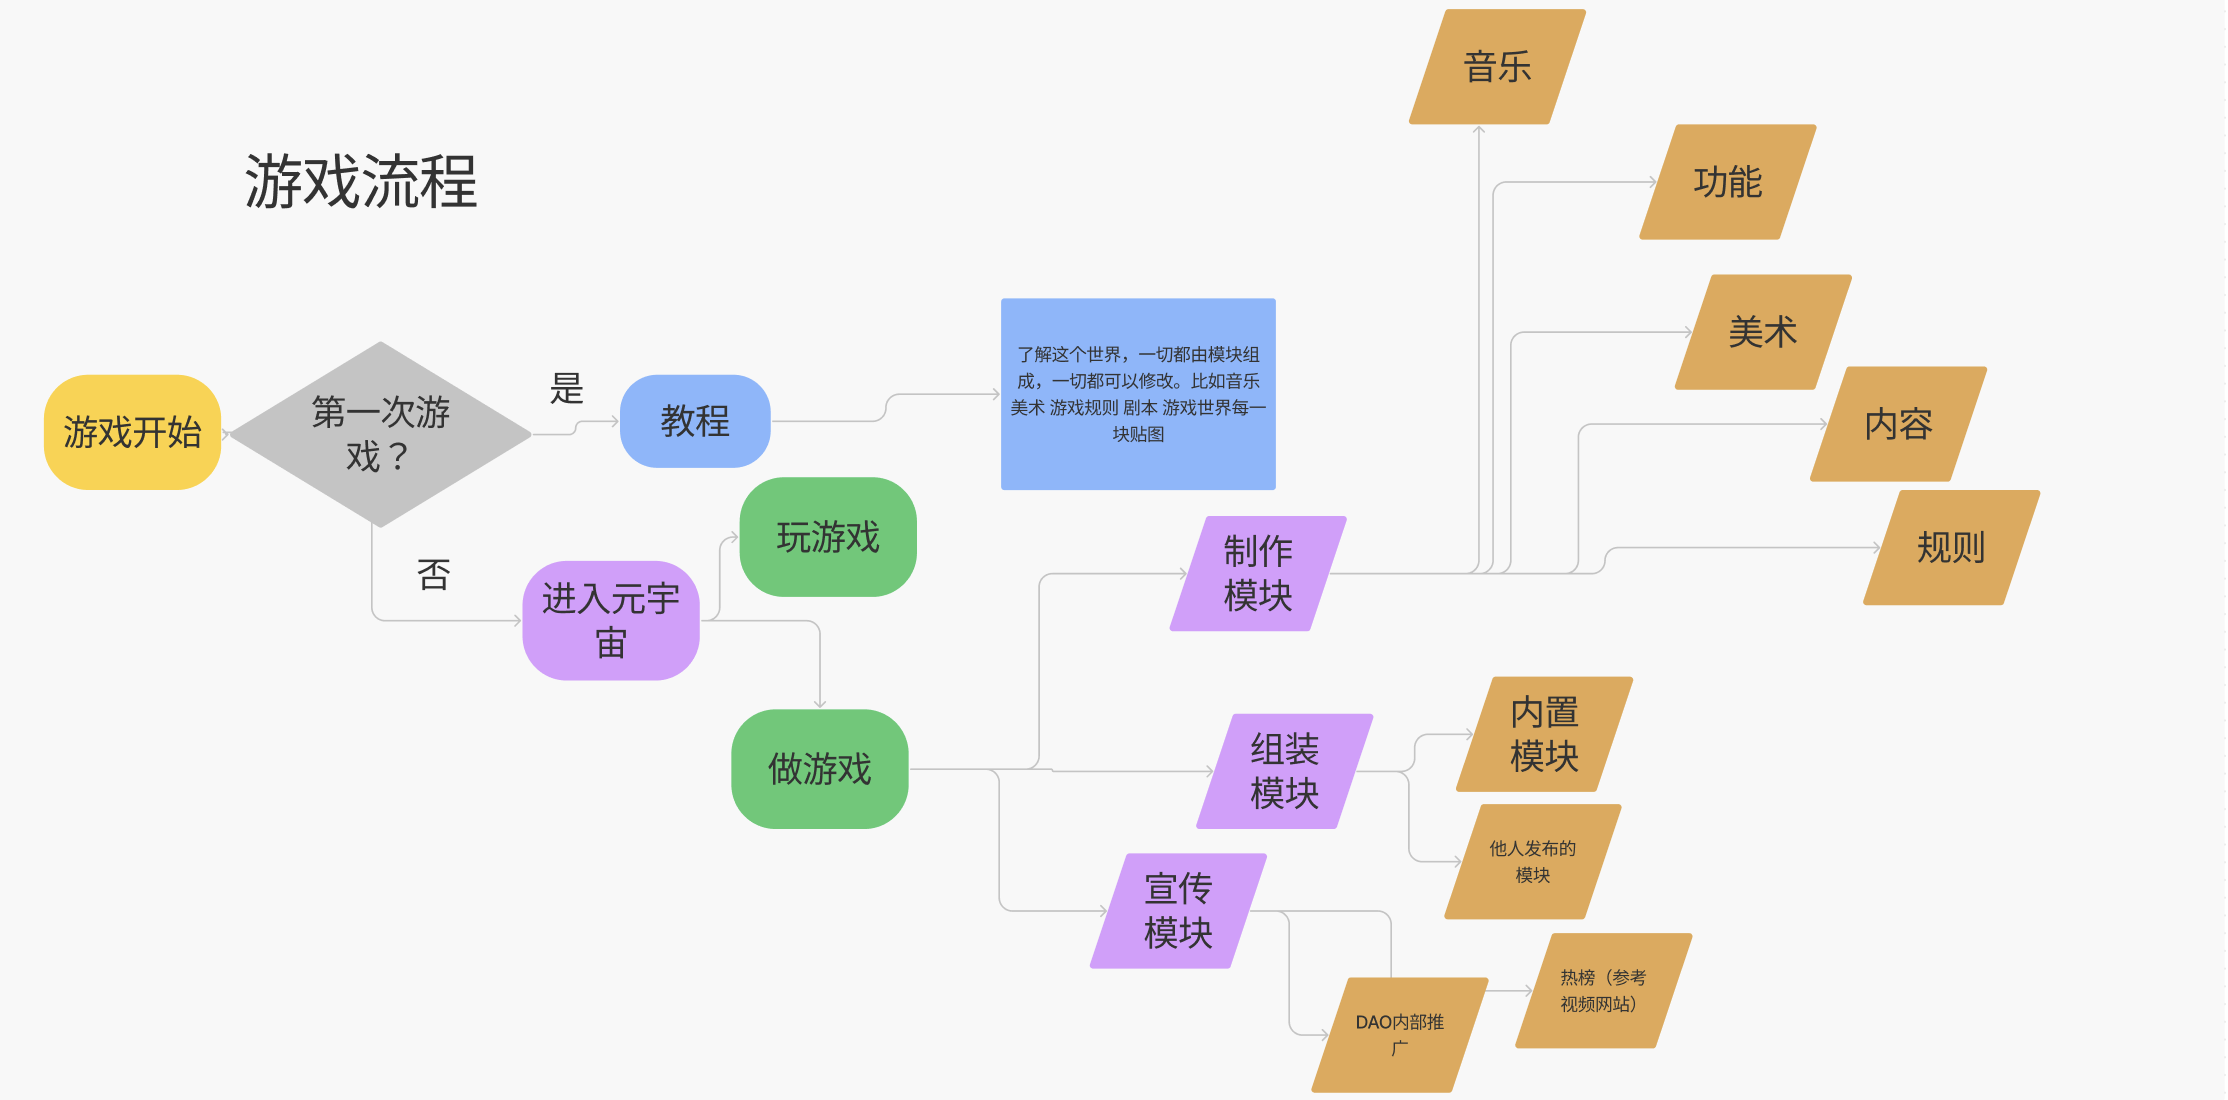 游戏流程
游戏开始
第一次游
戏？
是
教程
了解这个世界，一切都由模块组
成，一切都可以修改。比如音乐
美术 游戏规则 剧本 游戏世界每一
块贴图
否
进入元宇
宙
玩游戏
做游戏
制作
模块
音乐
功能
美术
内容
规则
组装
模块
内置
模块
他人发布的
模块
宣传
模块
DAO内部推
广
热榜（参考
视频网站）